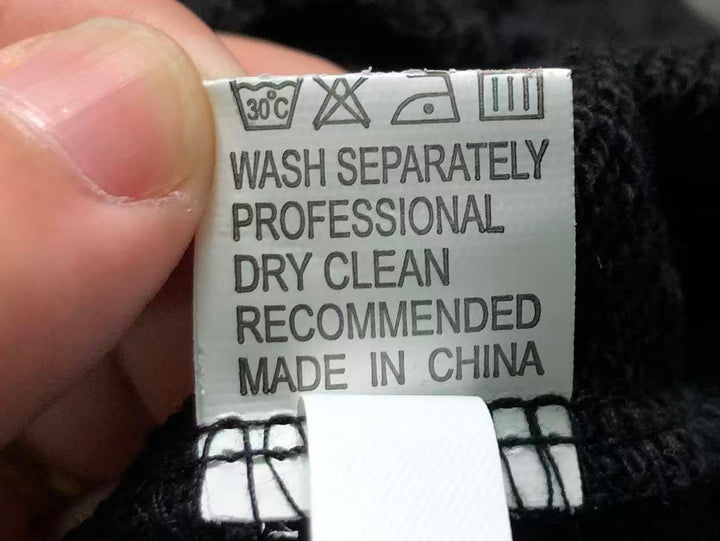 30°C
WASH SEPARATELY
PROFESSIONAL
DRY CLEAN
RECOMMENDED
MADE IN CHINA